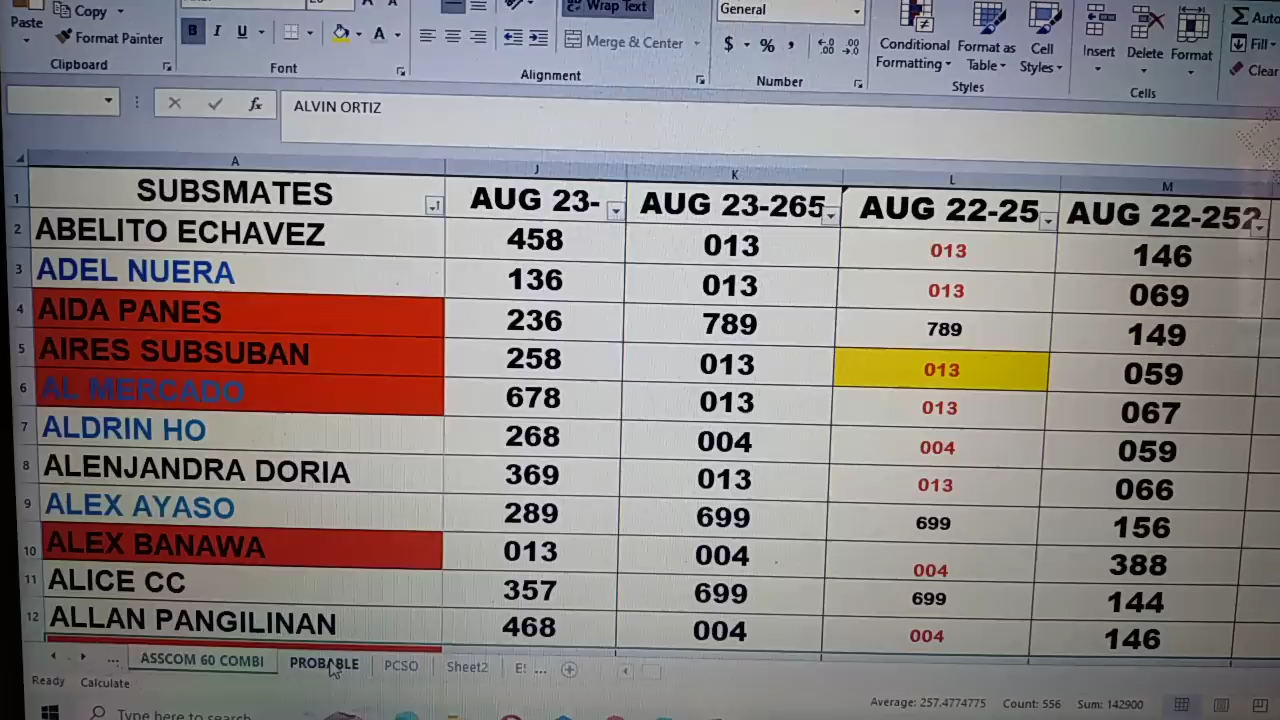 Paste
Copy
Format Painter
Clipboard
B I U
A
Font
Wrap Text
Merge & Center
Alignment
General
$ % ,
Number
Conditional Formatting
Format as Table
Cell Styles
Styles
Insert Delete Format
Cells
Auto
Fill
Clear
fx
ALVIN ORTIZ
A J K L M
1 SUBSMATES AUG 23- AUG 23-265 AUG 22-25 AUG 22-252
2 ABELITO ECHAVEZ 458 013 013 146
3 ADEL NUERA 136 013 013 069
4 AIDA PANES 236 789 789 149
5 AIRES SUBSUBAN 258 013 013 059
6 AL MERCADO 678 013 013 067
7 ALDRIN HO 268 004 004 059
8 ALENJANDRA DORIA 369 013 013 066
9 ALEX AYASO 289 699 699 156
10 ALEX BANAWA 013 004 004 388
11 ALICE CC 357 699 699 144
12 ALLAN PANGILINAN 468 004 004 146
... ASSCOM 60 COMBI PROBABLE PCSO Sheet2 E! ...
Ready Calculate Average: 257.4774775 Count: 556 Sum: 142900
Type here to search